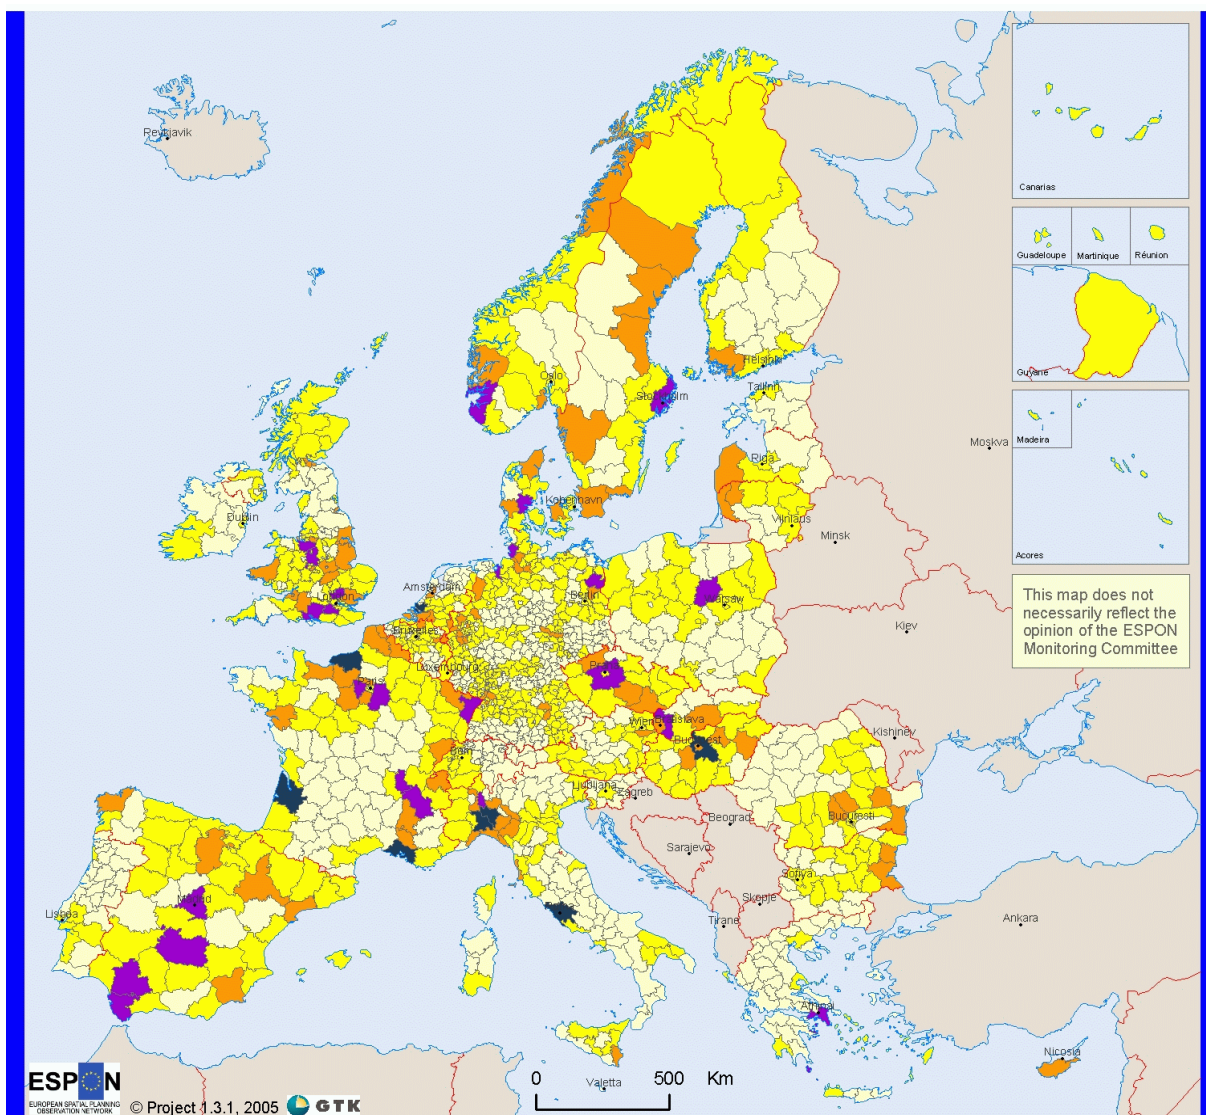 Reykjavik
Canarias
Guadeloupe
Martinique
Réunion
Guyane
Helsinki
Oslo
Tallinn
Stockholm
Madeira
Moskva
Riga
København
Dublin
Vilnius
Minsk
Acores
Amsterdam
Berlin
Warsaw
London
This map does not
necessarily reflect the
opinion of the ESPON
Monitoring Committee
Kiev
Bruxelles
Luxembourg
Paris
Wien
Bratislava
Kishinev
Budapest
Bern
Ljubljana
Zagreb
Beograd
Bucuresti
Sarajevo
Sofiya
Skopje
Madrid
Lisboa
Tirane
Ankara
Athinai
Nicosia
Valetta
ESPON
EUROPEAN SPATIAL PLANNING
OBSERVATION NETWORK
© Project 1.3.1, 2005
GTK
0 500 Km